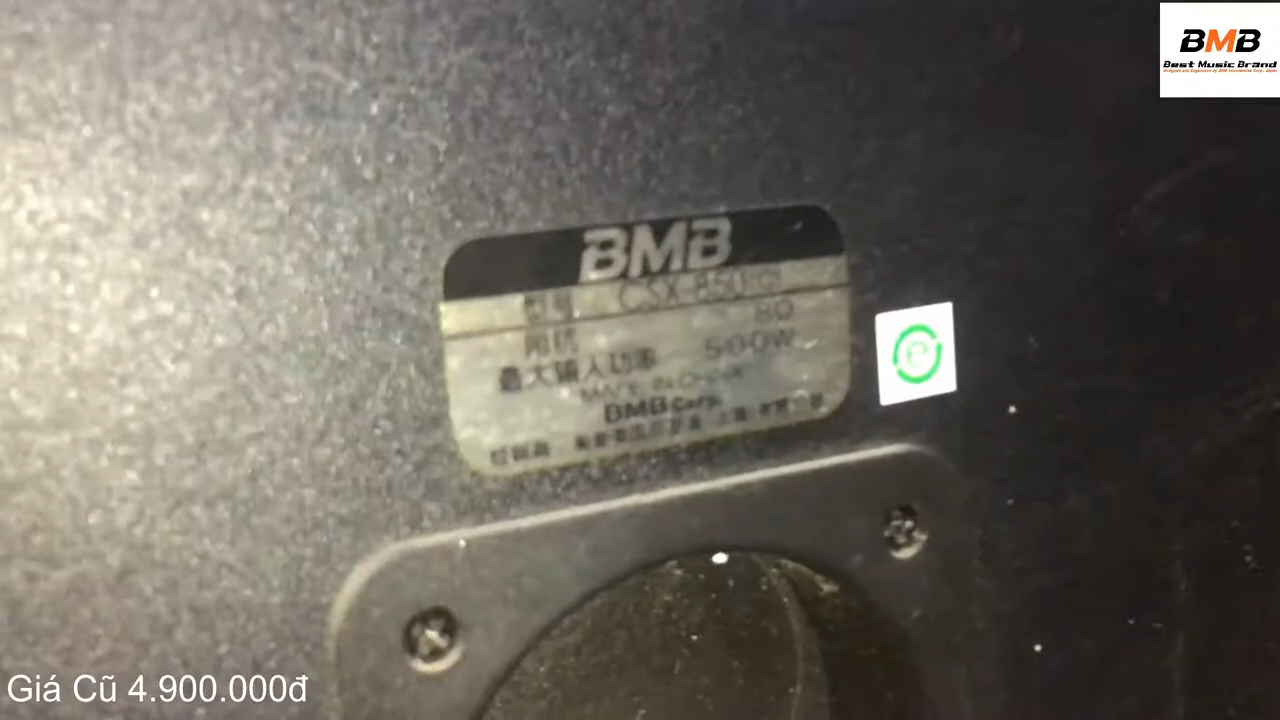 BMB
Best Music Brand
BMB
型号 CSX-850
阻抗 8Ω
最大输入功率 500W
MADE IN CHINA
BMB Corp.
Giá Cũ 4.900.000đ